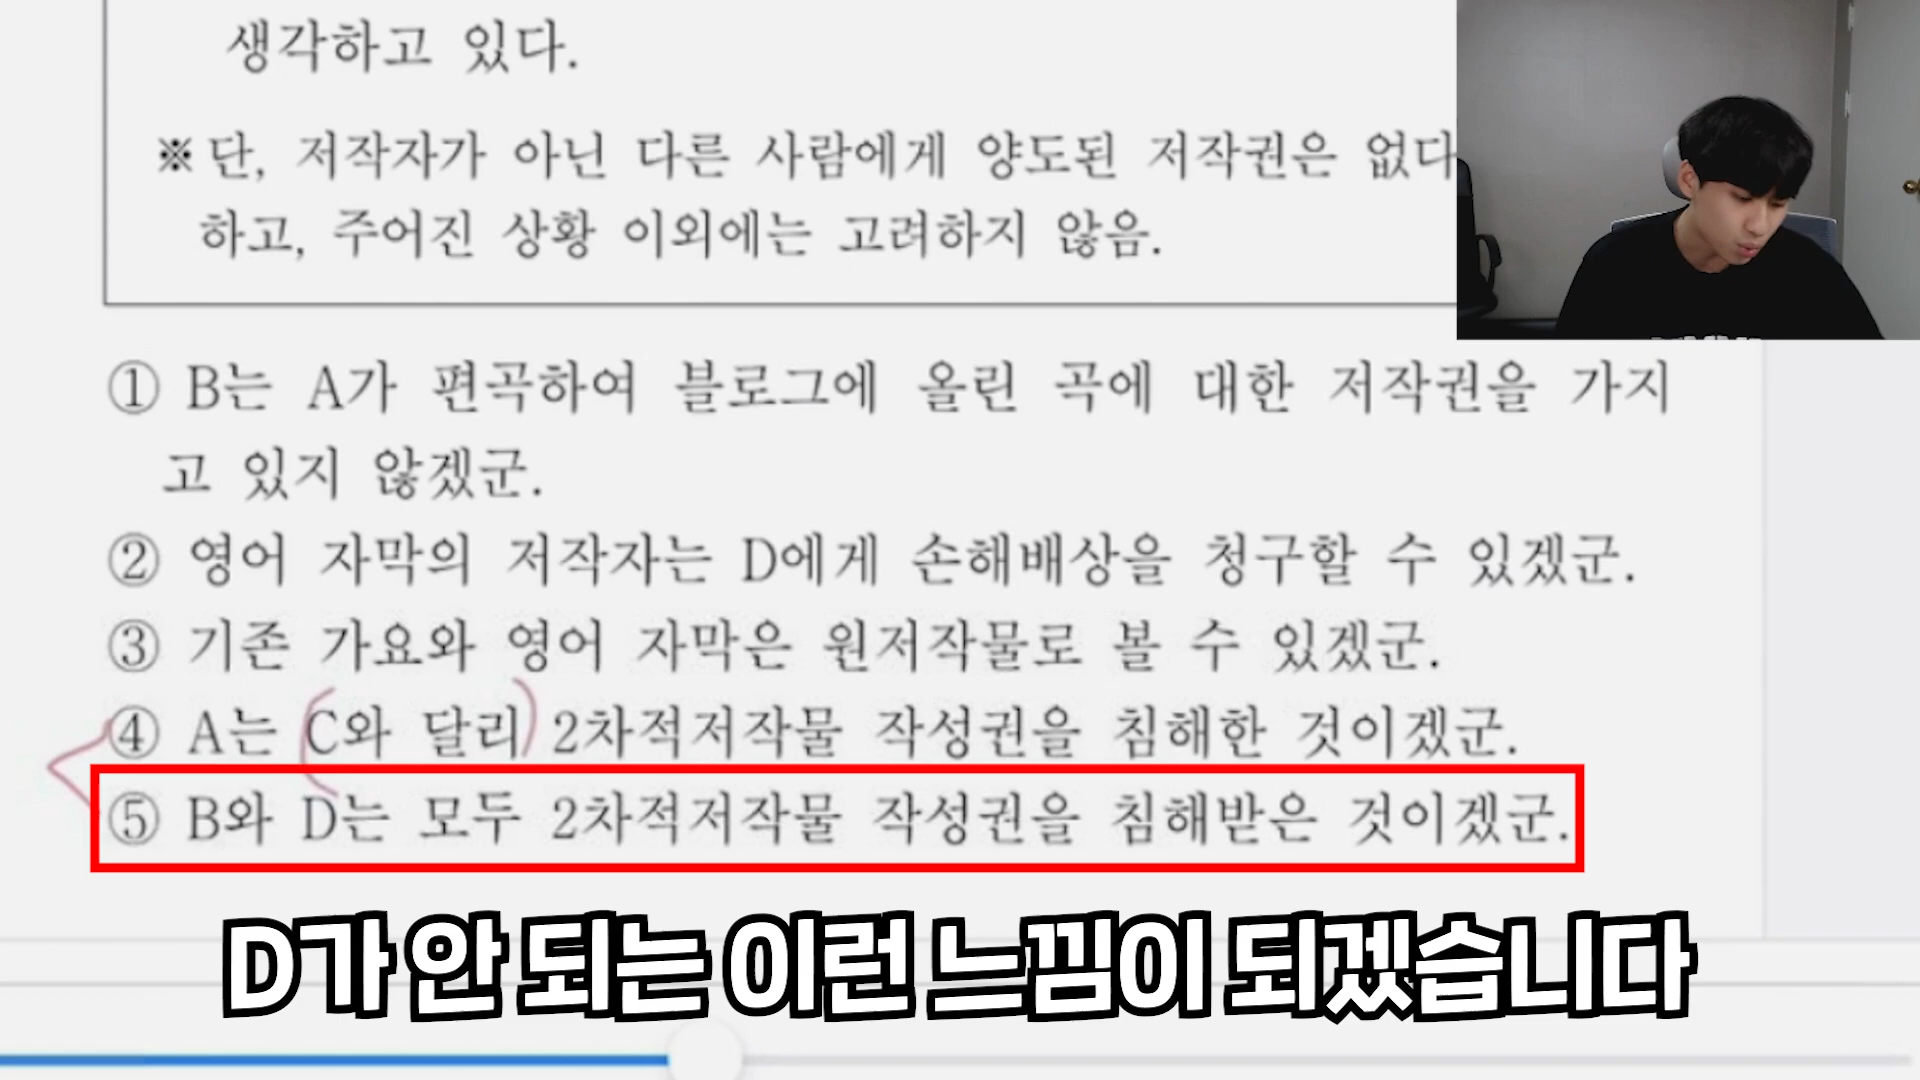 생각하고 있다.
※ 단, 저작자가 아닌 다른 사람에게 양도된 저작권은 없다
하고, 주어진 상황 이외에는 고려하지 않음.
① B는 A가 편곡하여 블로그에 올린 곡에 대한 저작권을 가지
고 있지 않겠군.
② 영어 자막의 저작자는 D에게 손해배상을 청구할 수 있겠군.
③ 기존 가요와 영어 자막은 원저작물로 볼 수 있겠군.
④ A는 C와 달리 2차적저작물 작성권을 침해한 것이겠군.
⑤ B와 D는 모두 2차적저작물 작성권을 침해받은 것이겠군.
D가 안 되는 이런 느낌이 되겠습니다